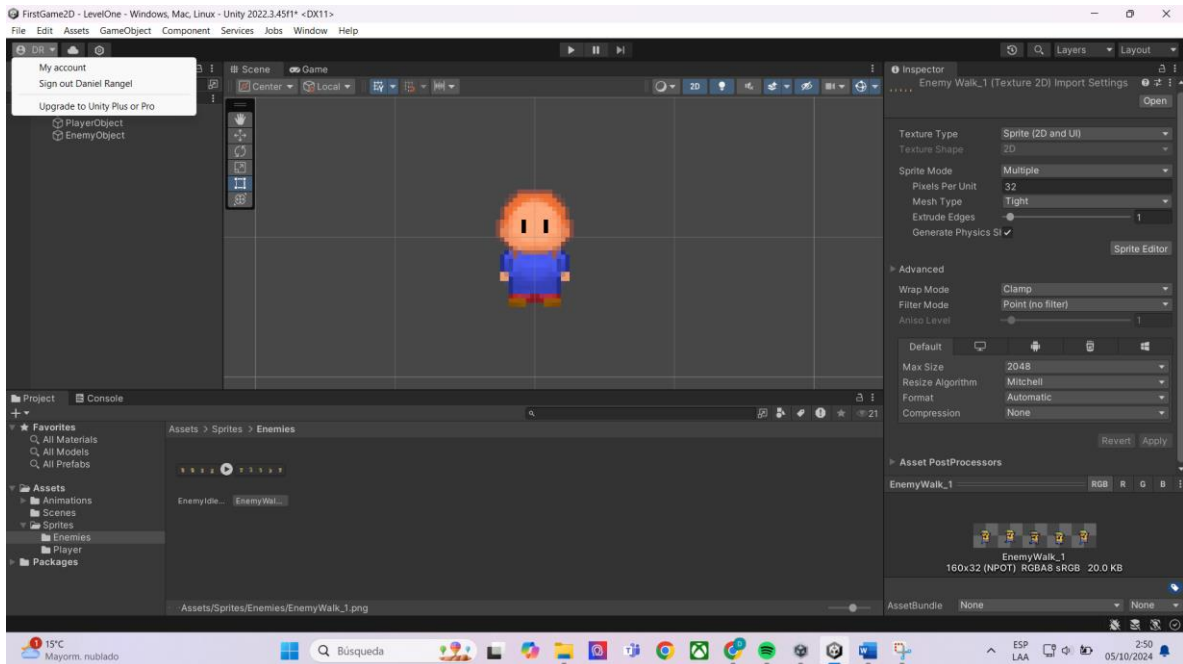 FirstGame2D - LevelOne - Windows, Mac, Linux - Unity 2022.3.45f1* <DX11>
File Edit Assets GameObject Component Services Jobs Window Help
DR
My account
Sign out Daniel Rangel
Upgrade to Unity Plus or Pro
PlayerObject
EnemyObject
Scene Game
Center Local
2D
Layers Layout
Inspector
Enemy Walk_1 (Texture 2D) Import Settings
Open
Texture Type Sprite (2D and UI)
Texture Shape 2D
Sprite Mode Multiple
Pixels Per Unit 32
Mesh Type Tight
Extrude Edges 1
Generate Physics S
Sprite Editor
Advanced
Wrap Mode Clamp
Filter Mode Point (no filter)
Aniso Level 1
Default
Max Size 2048
Resize Algorithm Mitchell
Format Automatic
Compression None
Revert Apply
Asset PostProcessors
EnemyWalk_1 RGB R G B
EnemyWalk_1
160x32 (NPOT) RGBA8 sRGB 20.0 KB
AssetBundle None None
Project Console
21
Favorites
All Materials
All Models
All Prefabs
Assets
Animations
Scenes
Sprites
Enemies
Player
Packages
Assets > Sprites > Enemies
EnemyIdle... EnemyWal...
Assets/Sprites/Enemies/EnemyWalk_1.png
1
15°C
Mayorm. nublado
Búsqueda
ESP
LAA
2:50
05/10/2024